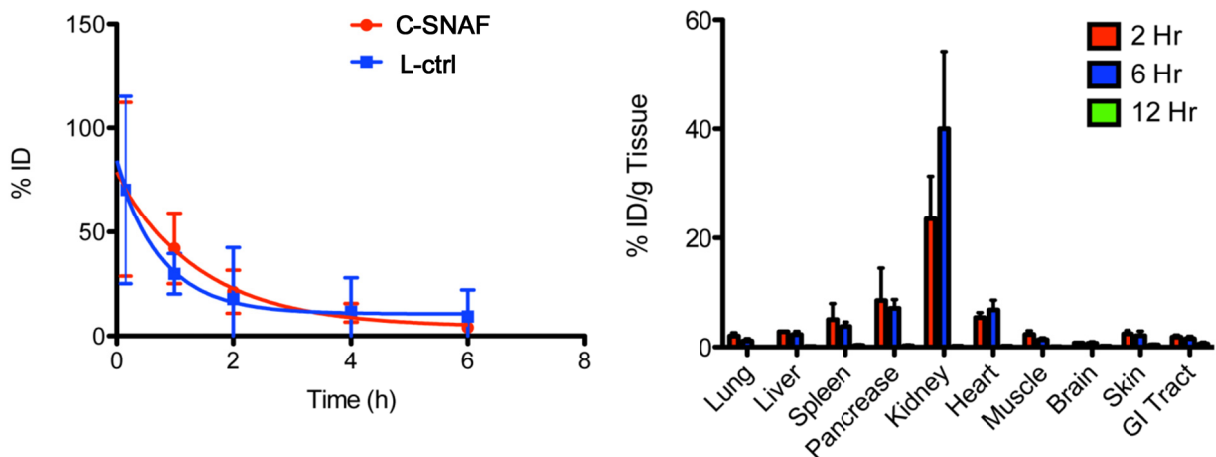 150
100
50
0
% ID
C-SNAF
L-ctrl
0 2 4 6 8
Time (h)
60
40
20
0
% ID/g Tissue
2 Hr
6 Hr
12 Hr
Lung
Liver
Spleen
Pancrease
Kidney
Heart
Muscle
Brain
Skin
GI Tract